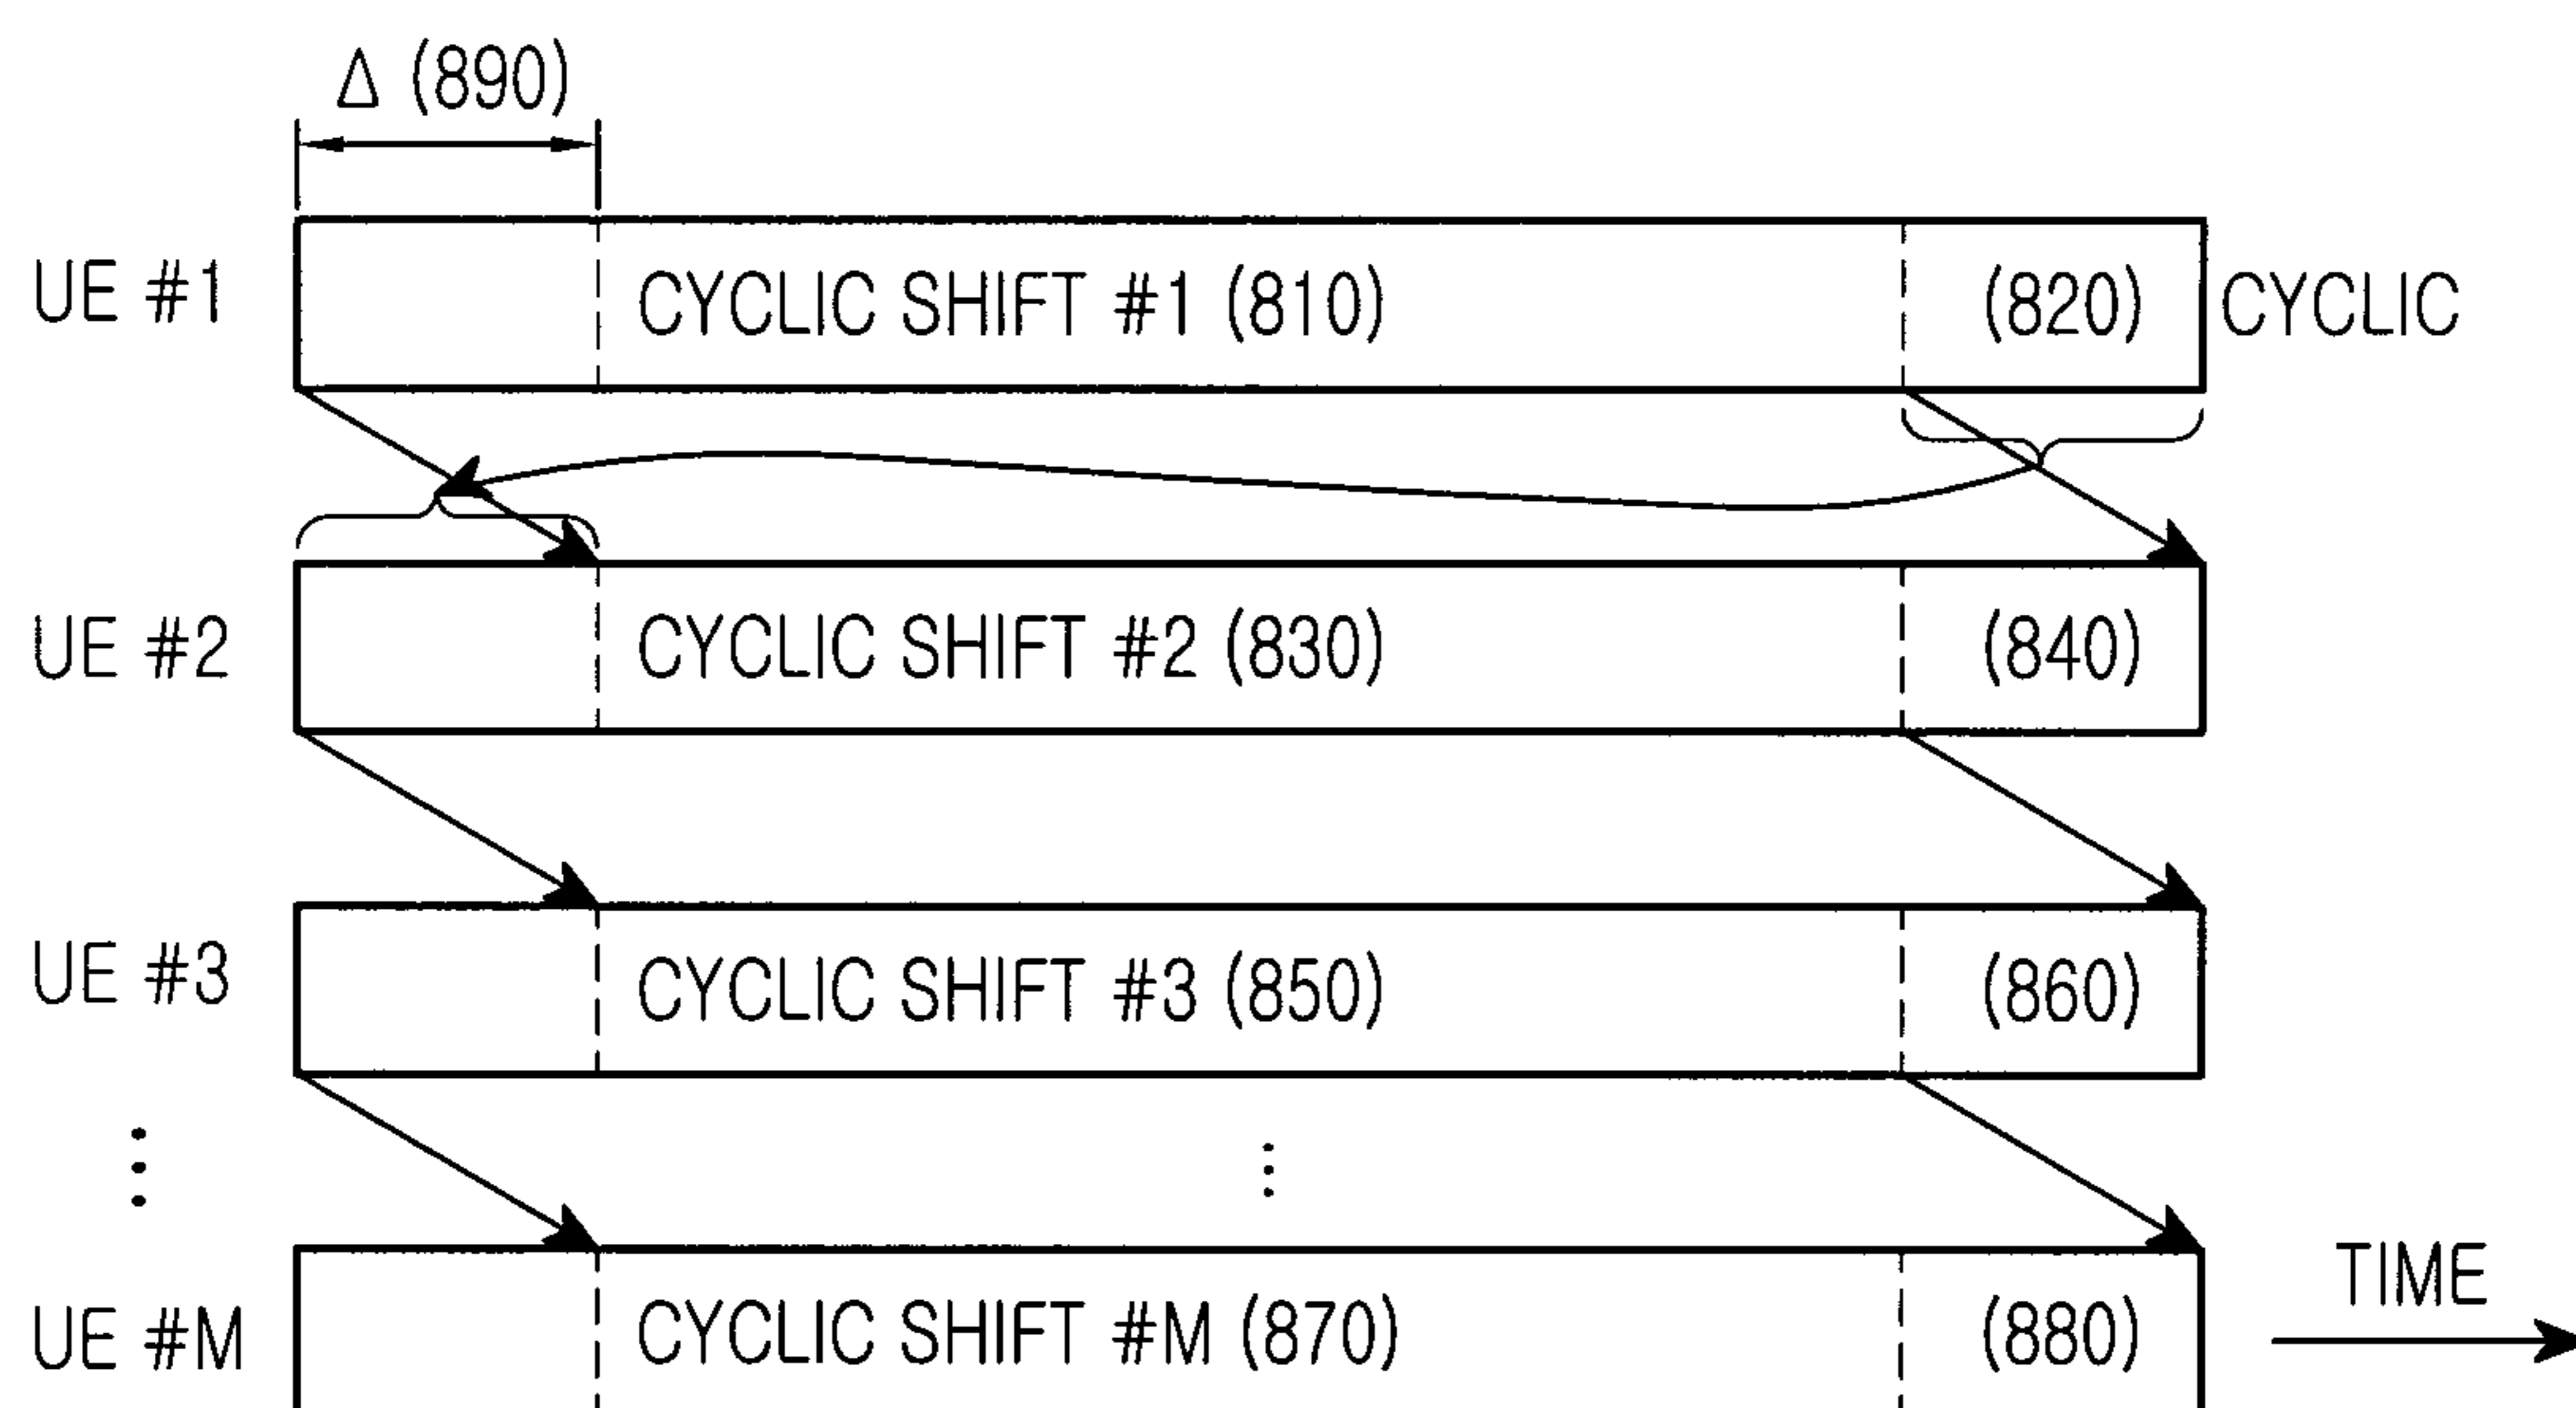 Δ (890)
UE #1 CYCLIC SHIFT #1 (810) (820) CYCLIC
UE #2 CYCLIC SHIFT #2 (830) (840)
UE #3 CYCLIC SHIFT #3 (850) (860)
TIME
UE #M CYCLIC SHIFT #M (870) (880)